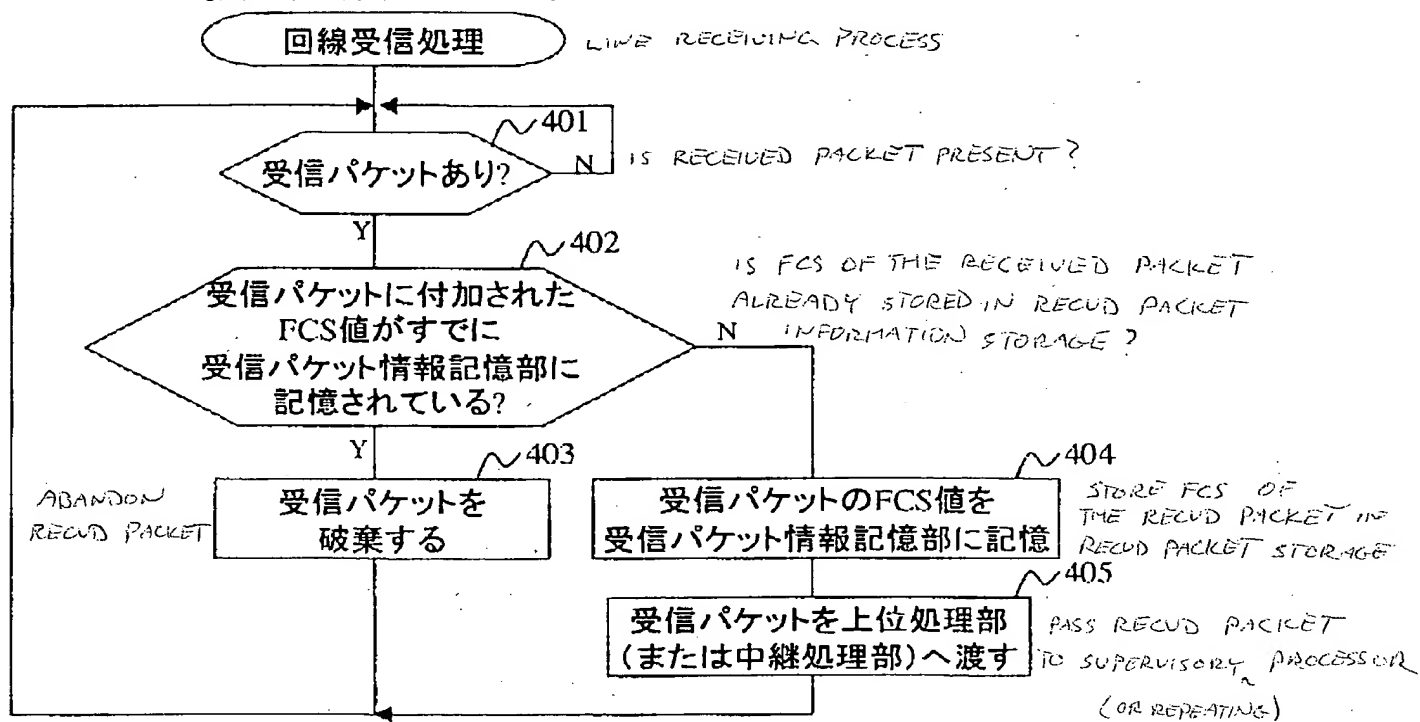 回線受信処理
LINE RECEIVING PROCESS
401
受信パケットあり?
N
IS RECEIVED PACKET PRESENT?
Y
402
受信パケットに付加された
FCS値がすでに
受信パケット情報記憶部に
記憶されている?
N
IS FCS OF THE RECEIVED PACKET
ALREADY STORED IN RECVD PACKET
INFORMATION STORAGE?
Y
403
受信パケットを
破棄する
ABANDON
RECVD PACKET
404
受信パケットのFCS値を
受信パケット情報記憶部に記憶
STORE FCS OF
THE RECVD PACKET IN
RECVD PACKET STORAGE
405
受信パケットを上位処理部
(または中継処理部)へ渡す
PASS RECVD PACKET
TO SUPERVISORY PROCESSOR
(OR REPEATING)